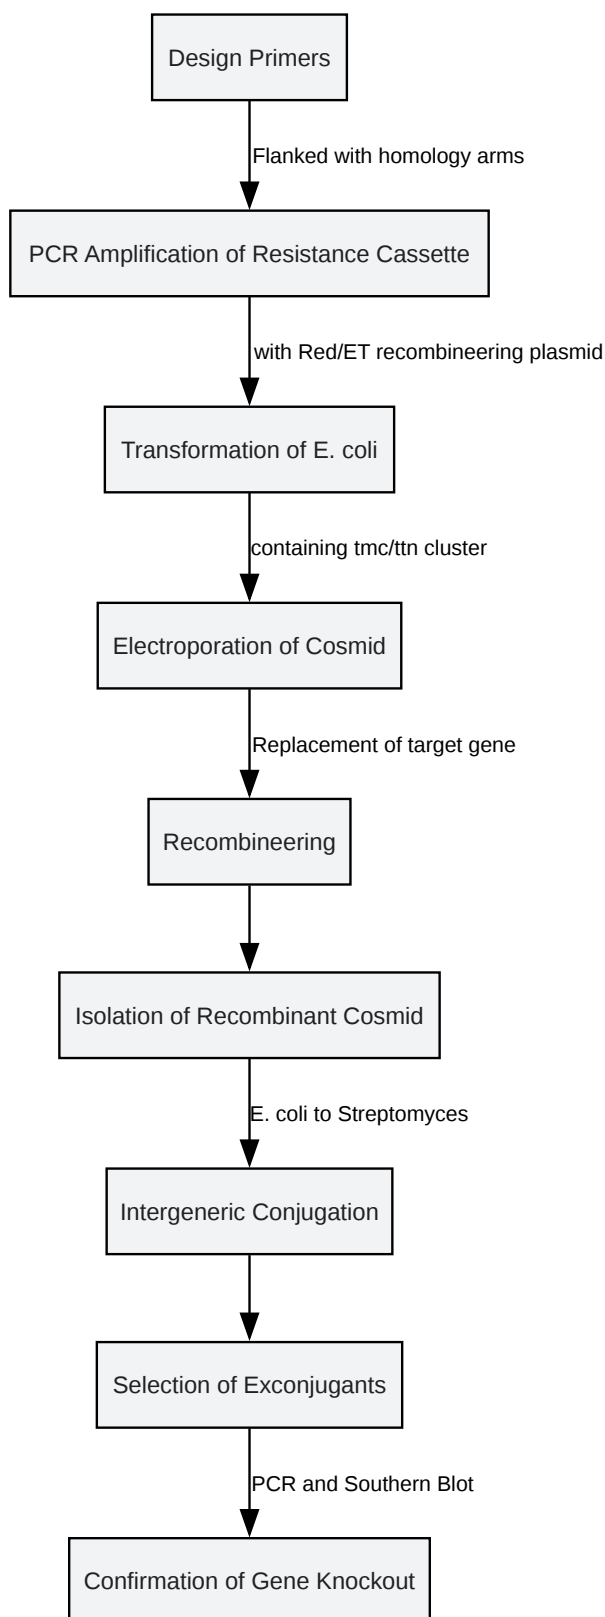 Design Primers
Flanked with homology arms
PCR Amplification of Resistance Cassette
with Red/ET recombineering plasmid
Transformation of E. coli
containing tmc/ttn cluster
Electroporation of Cosmid
Replacement of target gene
Recombineering
Isolation of Recombinant Cosmid
E. coli to Streptomyces
Intergeneric Conjugation
Selection of Exconjugants
PCR and Southern Blot
Confirmation of Gene Knockout